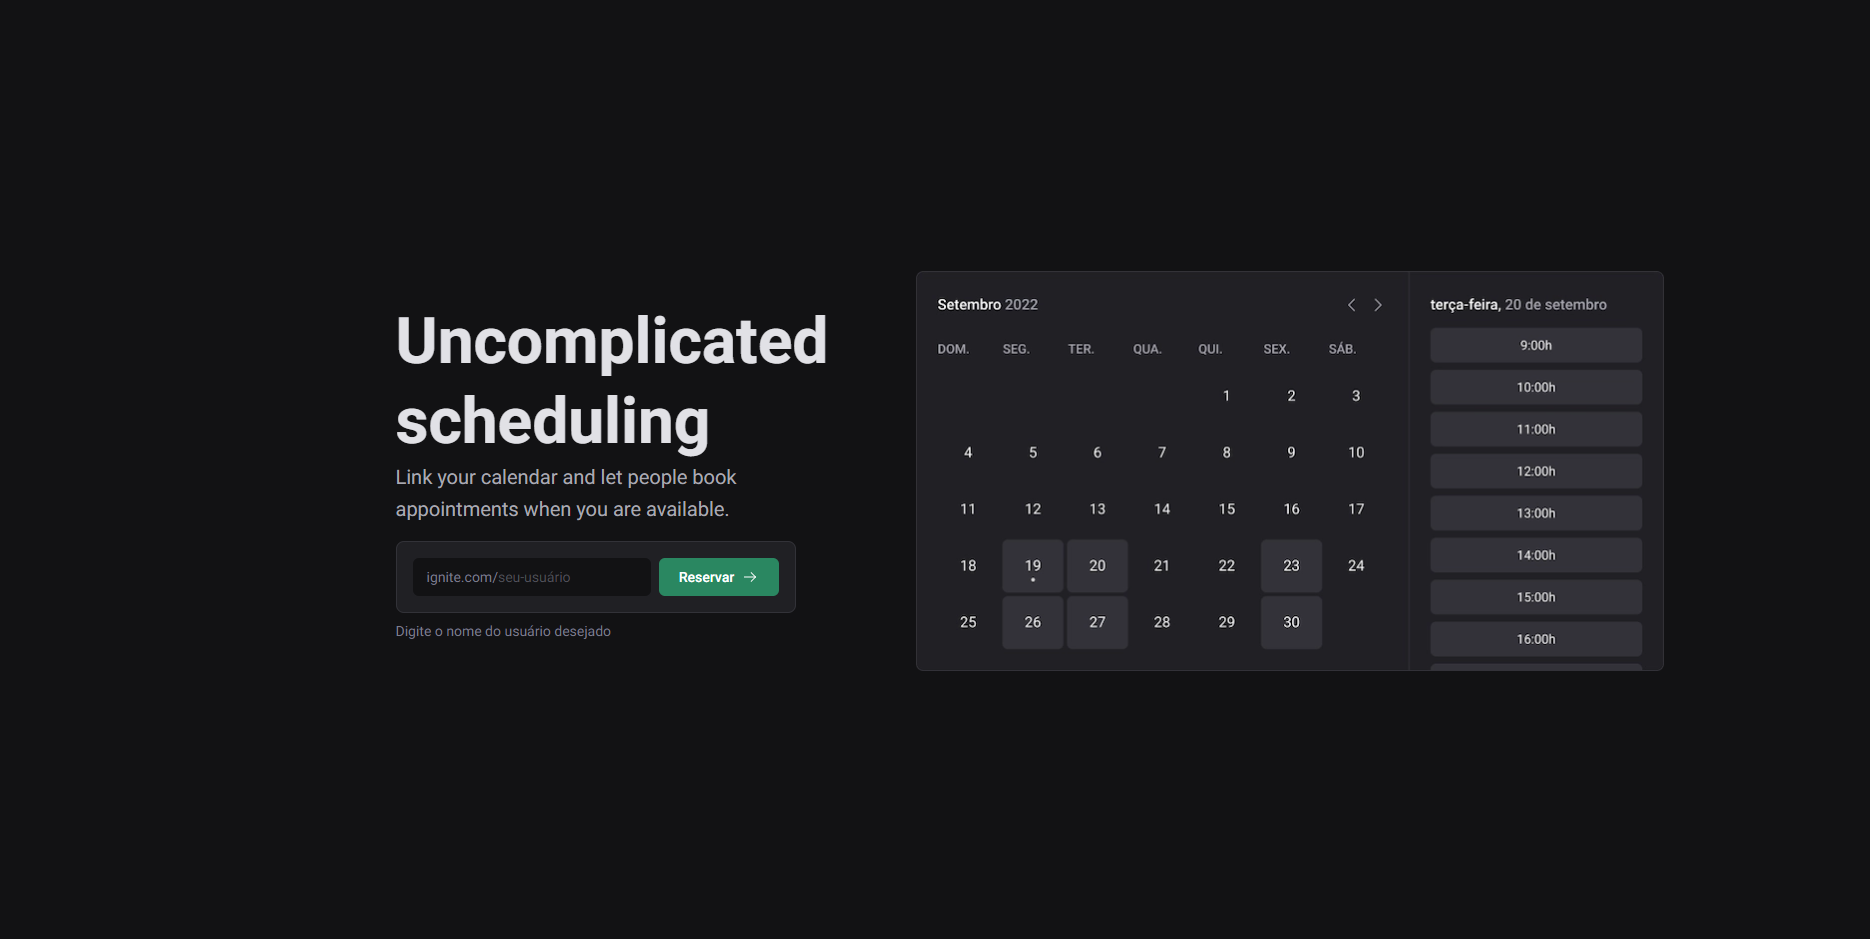 Uncomplicated
scheduling
Link your calendar and let people book
appointments when you are available.
ignite.com/seu-usuário
Reservar →
Digite o nome do usuário desejado
Setembro 2022
DOM. SEG. TER. QUA. QUI. SEX. SÁB.
1 2 3
4 5 6 7 8 9 10
11 12 13 14 15 16 17
18 19 20 21 22 23 24
25 26 27 28 29 30
terça-feira, 20 de setembro
9:00h
10:00h
11:00h
12:00h
13:00h
14:00h
15:00h
16:00h